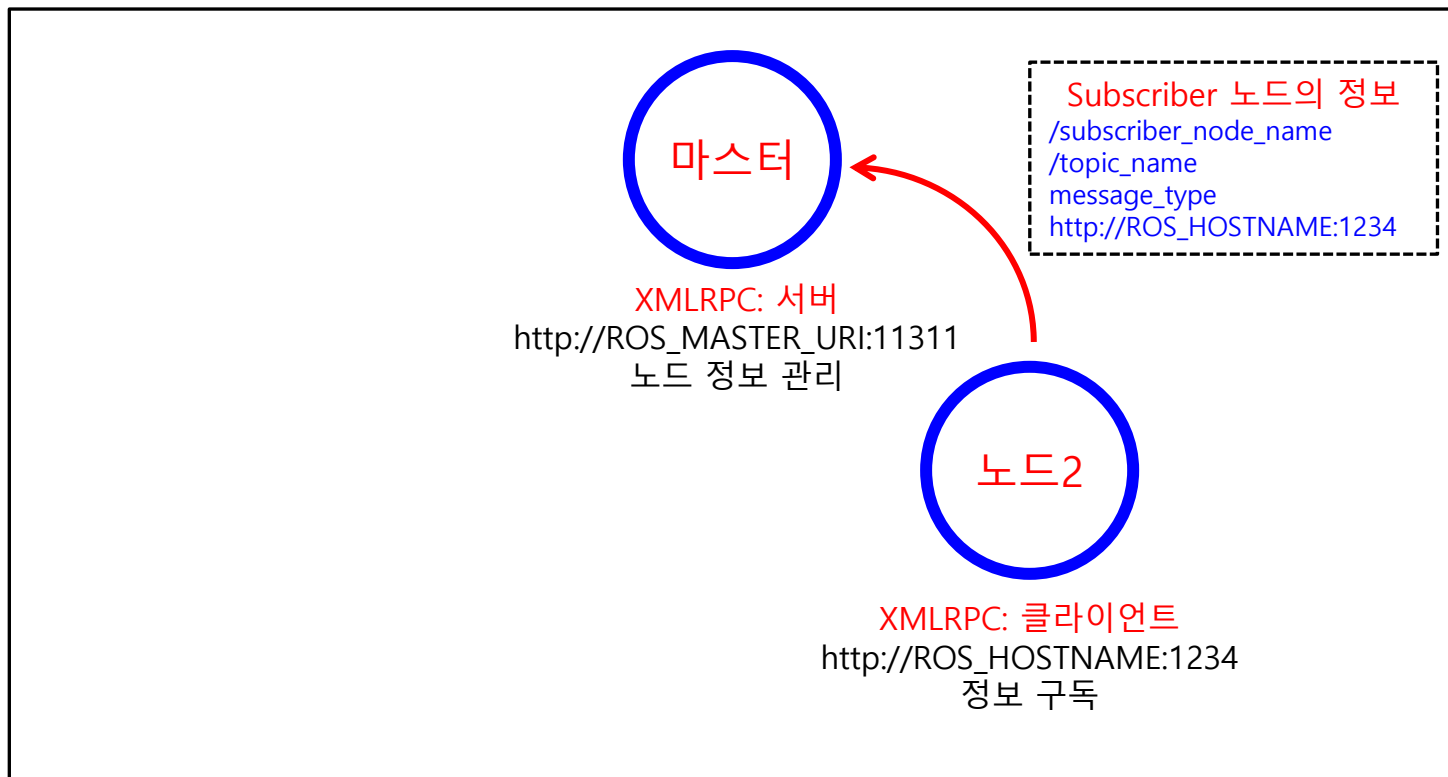 마스터
XMLRPC: 서버
http://ROS_MASTER_URI:11311
노드 정보 관리
Subscriber 노드의 정보
/subscriber_node_name
/topic_name
message_type
http://ROS_HOSTNAME:1234
노드2
XMLRPC: 클라이언트
http://ROS_HOSTNAME:1234
정보 구독